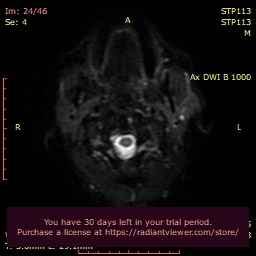 Im: 24/46
Se: 4
A
STP113
STP113
M
Ax DWI B 1000
R
L
You have 30 days left in your trial period.
Purchase a license at https://radiantviewer.com/store/